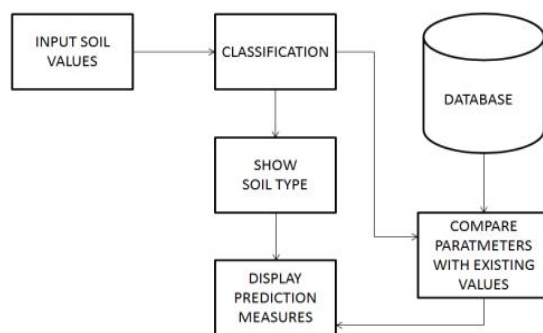 INPUT SOIL
VALUES
CLASSIFICATION
DATABASE
SHOW
SOIL TYPE
COMPARE
PARATMETERS
WITH EXISTING
VALUES
DISPLAY
PREDICTION
MEASURES